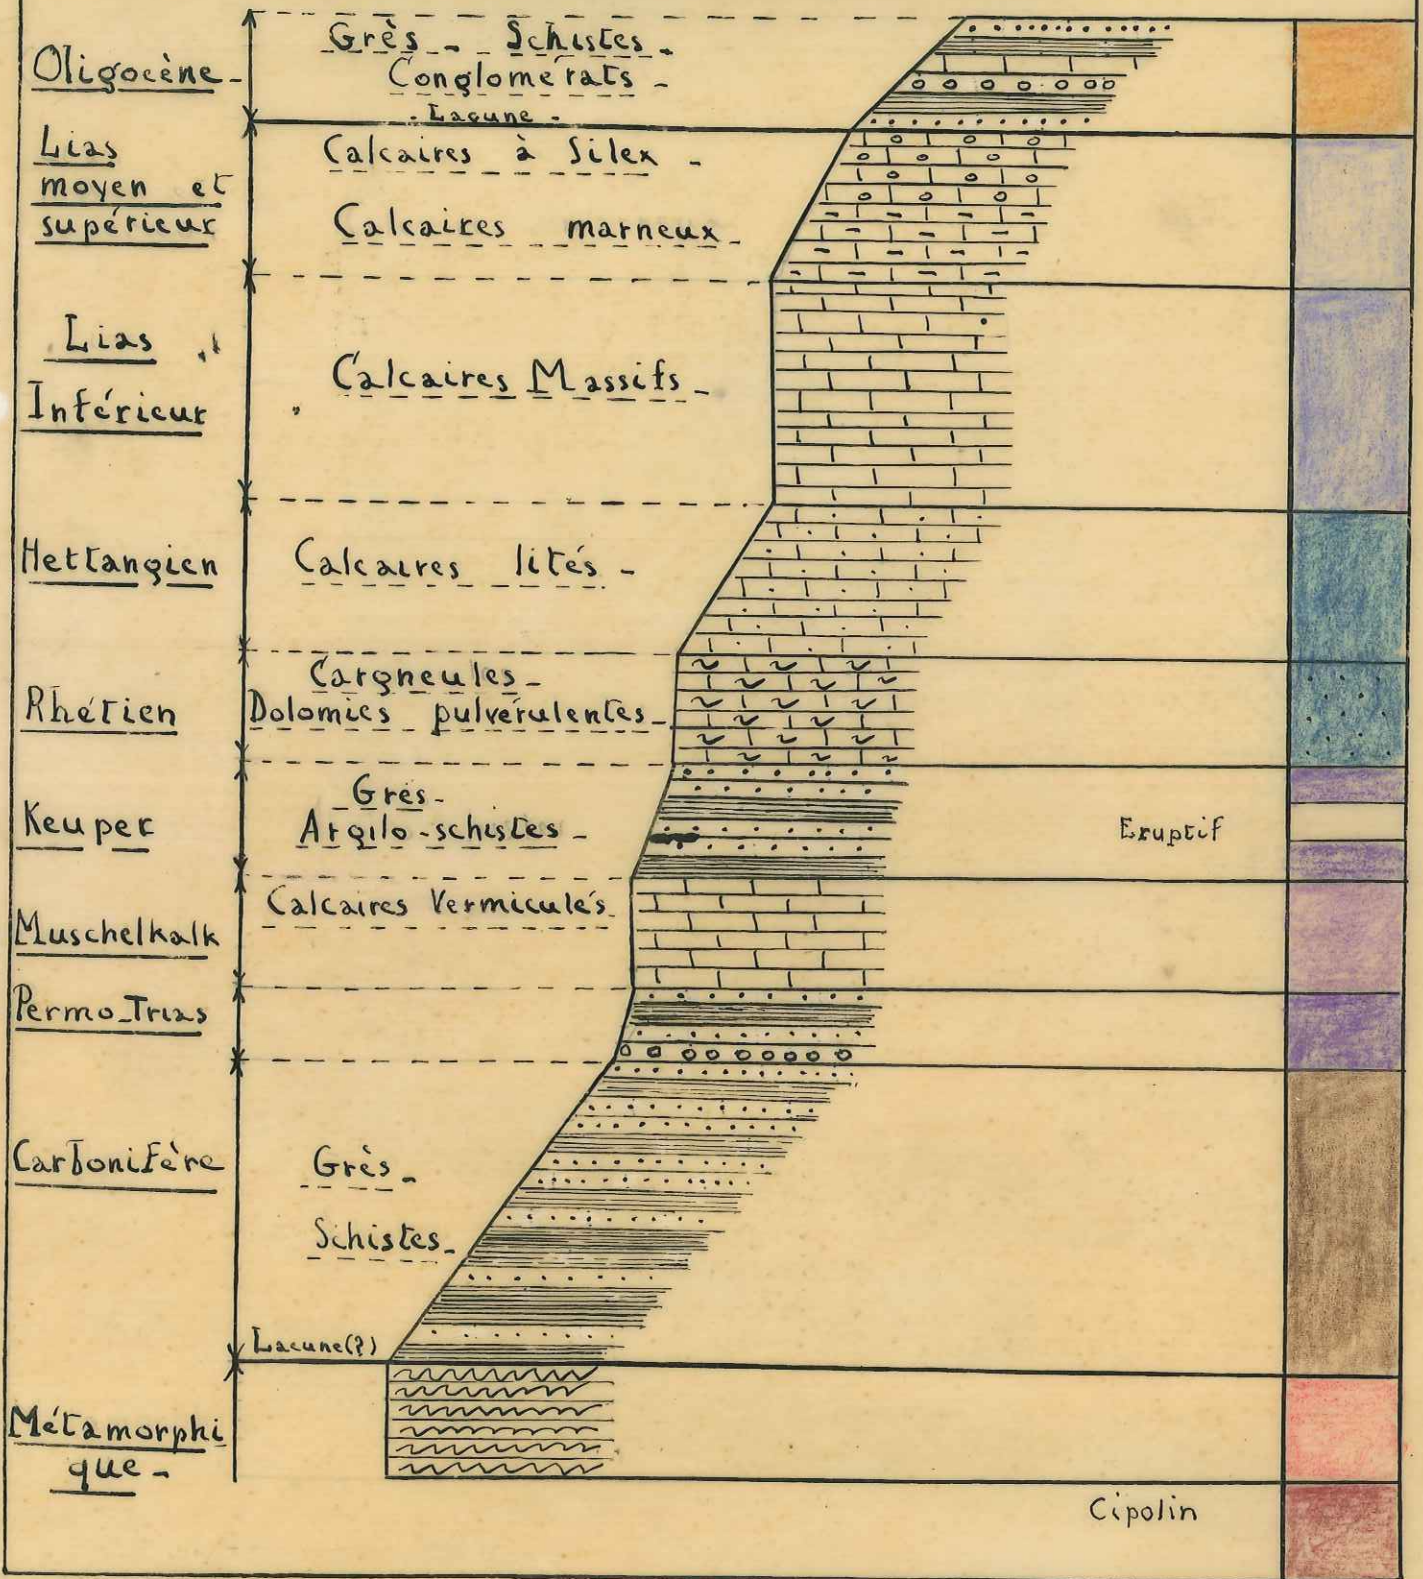 Oligocène-
Grès - Schistes -
Conglomérats -
- Lacune -
Lias
moyen et
supérieur
Calcaires à Silex -
Calcaires marneux -
Lias
Inférieur
Calcaires Massifs -
Hettangien
Calcaires lités -
Rhétien
Cargneules -
Dolomies pulvérulentes -
Keuper
Grès -
Argilo-schistes -
Eruptif
Muschelkalk
Calcaires Vermiculés
Permo-Trias
Carbonifère
Grès -
Schistes -
Lacune(?)
Métamorphi
que -
Cipolin